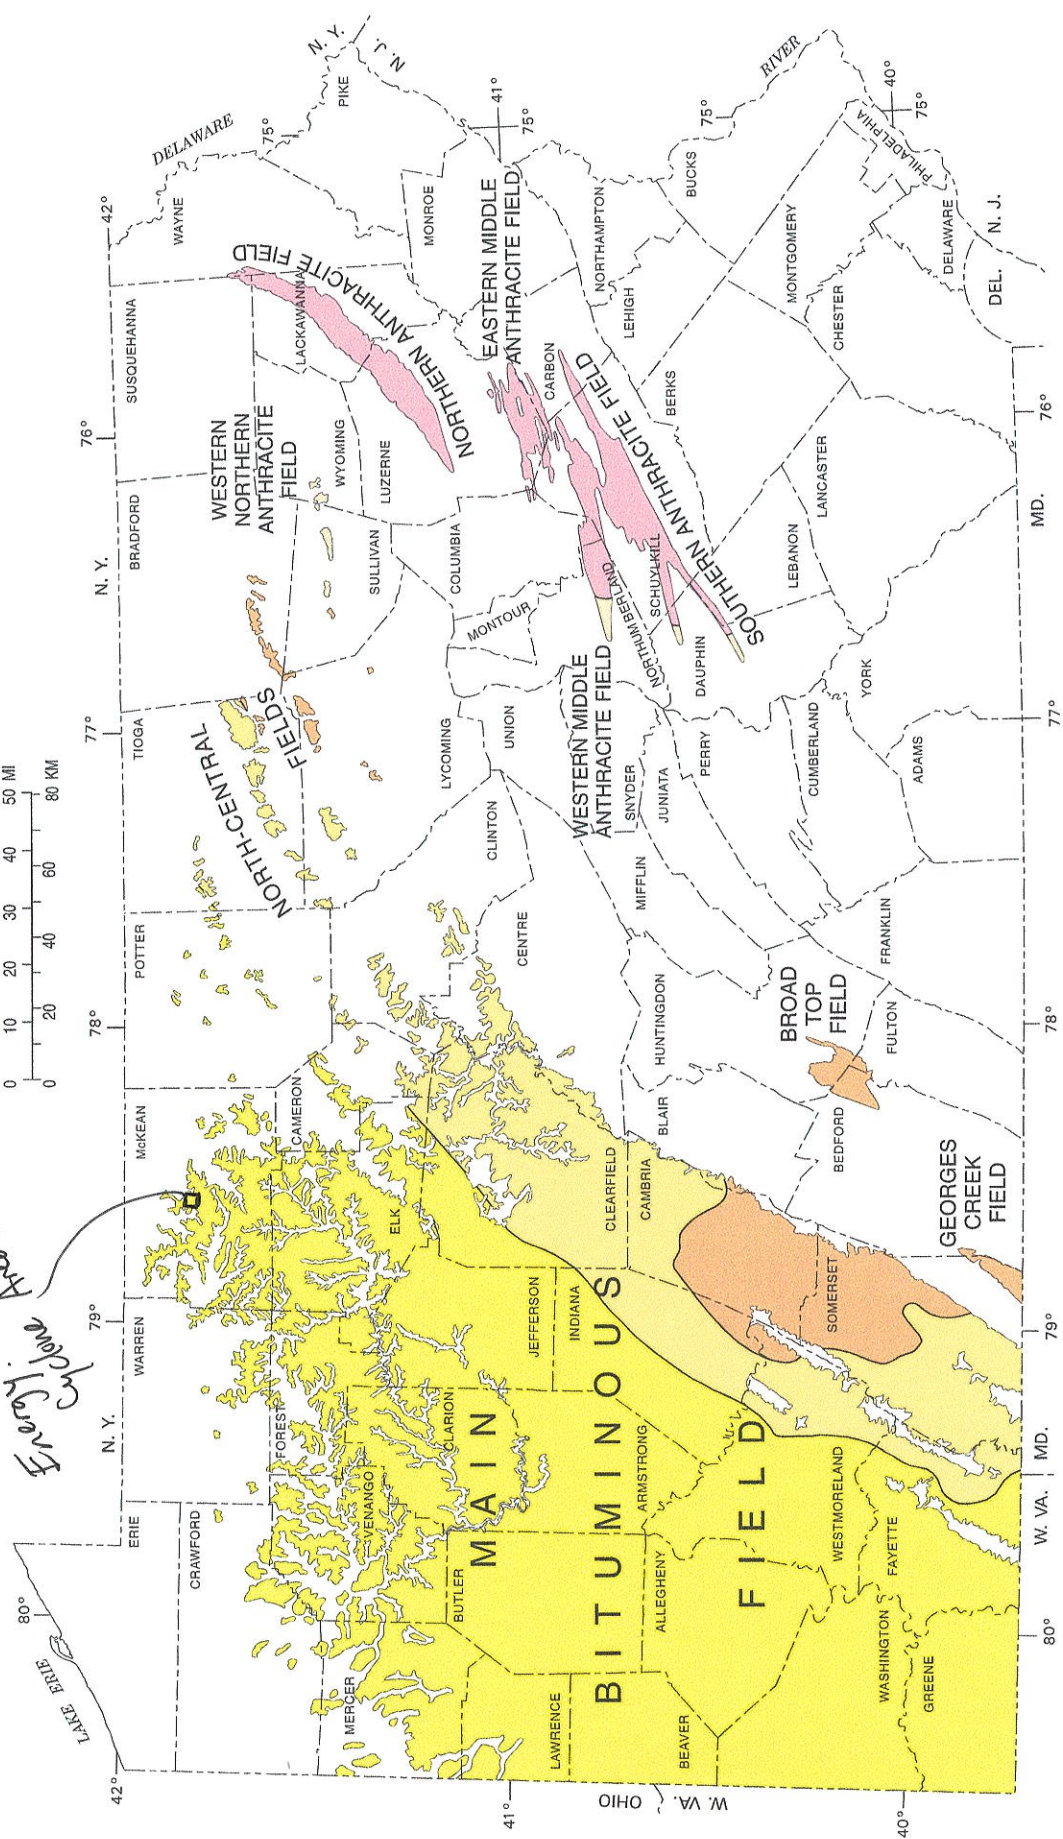 Energy.
Cyclone
0 10 20 30 40 50 MI
0 20 40 60 80 KM
LAKE ERIE
80°
42°
N. Y.
79°
78°
77°
N. Y.
76°
42°
DELAWARE
75°
N. Y.
N. J.
ERIE
CRAWFORD
WARREN
McKEAN
POTTER
TIOGA
BRADFORD
SUSQUEHANNA
WAYNE
PIKE
NORTH-CENTRAL
FIELDS
WESTERN
NORTHERN
ANTHRACITE
FIELD
NORTHERN ANTHRACITE FIELD
LACKAWANNA
WYOMING
LUZERNE
SULLIVAN
MONROE
MERCER
VENANGO
FOREST
ELK
CAMERON
CLARION
BUTLER
CLINTON
LYCOMING
COLUMBIA
MONTOUR
UNION
41°
EASTERN MIDDLE
ANTHRACITE FIELD
41°
75°
MAIN
BITUMINOUS
FIELD
LAWRENCE
JEFFERSON
INDIANA
CLEARFIELD
CENTRE
CARBON
NORTHAMPTON
LEHIGH
WESTERN MIDDLE
ANTHRACITE FIELD
NORTHUMBERLAND
SCHUYLKILL
SOUTHERN ANTHRACITE FIELD
SNYDER
JUNIATA
MIFFLIN
OHIO
W. VA.
BEAVER
ALLEGHENY
ARMSTRONG
CAMBRIA
BLAIR
HUNTINGDON
PERRY
DAUPHIN
BERKS
BUCKS
75°
RIVER
BROAD
TOP
FIELD
LEBANON
LANCASTER
MONTGOMERY
CHESTER
PHILADELPHIA
40°
75°
WASHINGTON
GREENE
WESTMORELAND
FAYETTE
SOMERSET
BEDFORD
FULTON
FRANKLIN
CUMBERLAND
ADAMS
YORK
DELAWARE
GEORGES
CREEK
FIELD
40°
80°
W. VA.
MD.
79°
78°
77°
MD.
76°
DEL.
N. J.